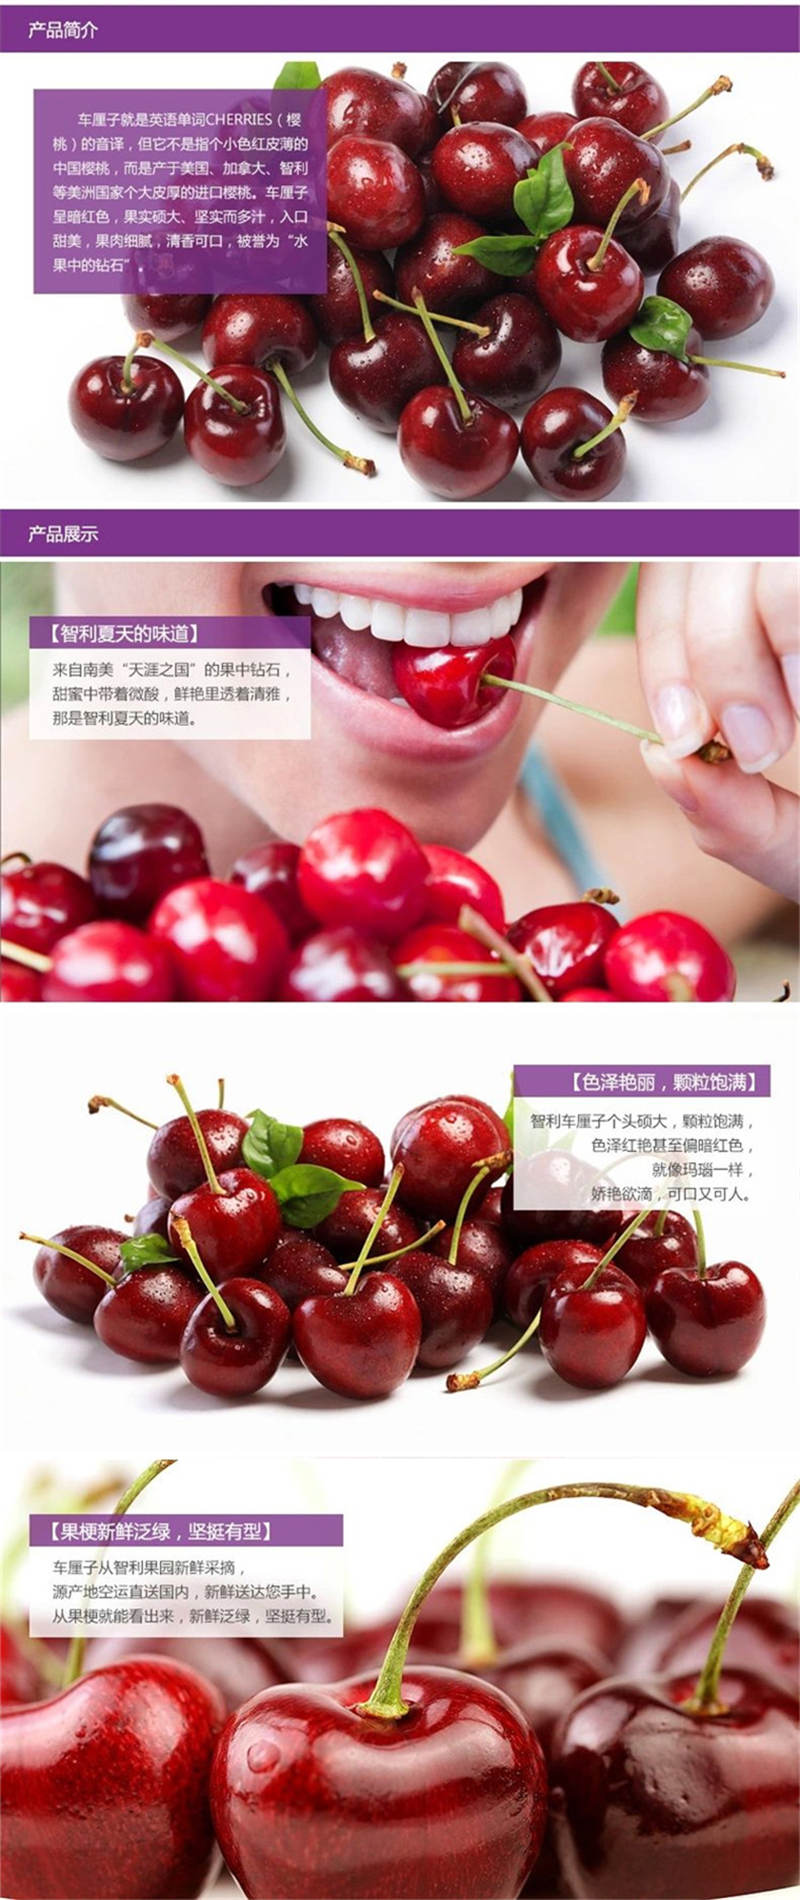 产品简介
车厘子就是英语单词CHERRIES（樱
桃）的音译，但它不是指个小色红皮薄的
中国樱桃，而是产于美国、加拿大、智利
等美洲国家个大皮厚的进口樱桃。车厘子
呈暗红色，果实硕大、坚实而多汁，入口
甜美，果肉细腻，清香可口，被誉为“水
果中的钻石”。
产品展示
【智利夏天的味道】
来自南美“天涯之国”的果中钻石，
甜蜜中带着微酸，鲜艳里透着清雅，
那是智利夏天的味道。
【色泽艳丽，颗粒饱满】
智利车厘子个头硕大，颗粒饱满，
色泽红艳甚至偏暗红色，
就像玛瑙一样，
娇艳欲滴，可口又可人。
【果梗新鲜泛绿，坚挺有型】
车厘子从智利果园新鲜采摘，
源产地空运直送国内，新鲜送达您手中。
从果梗就能看出来，新鲜泛绿，坚挺有型。